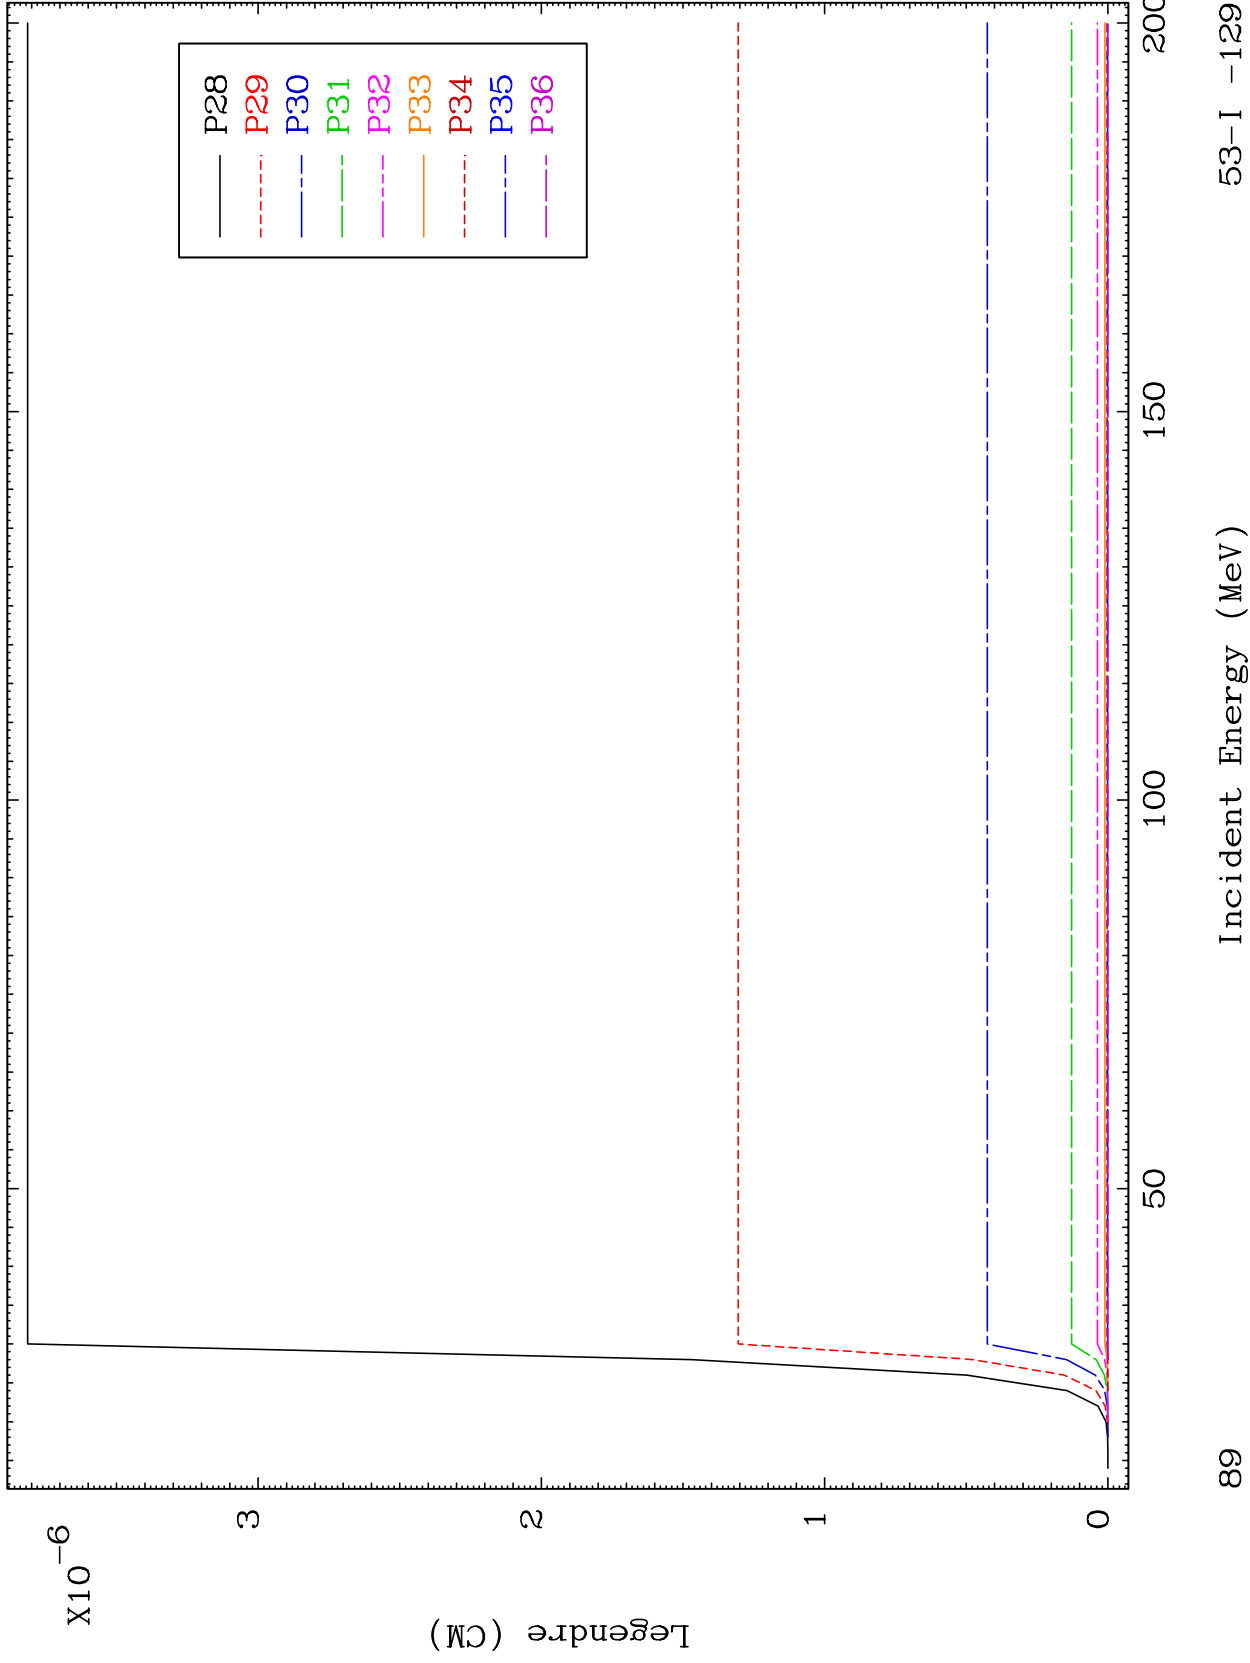 X10-6
3
2
1
0
Legendre (CM)
P28
P29
P30
P31
P32
P33
P34
P35
P36
50
100
150
200
Incident Energy (MeV)
89
53-I -129